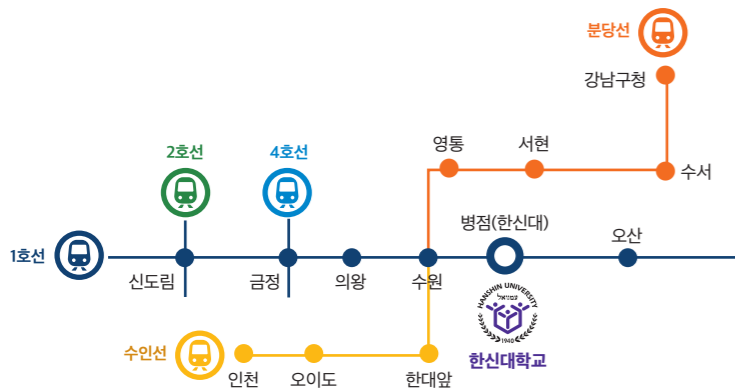 분당선
강남구청
영통
서현
수서
2호선
4호선
병점(한신대)
오산
1호선
신도림
금정
의왕
수원
HANSHIN UNIVERSITY
עמנואל
1940
한신대학교
수인선
인천
오이도
한대앞